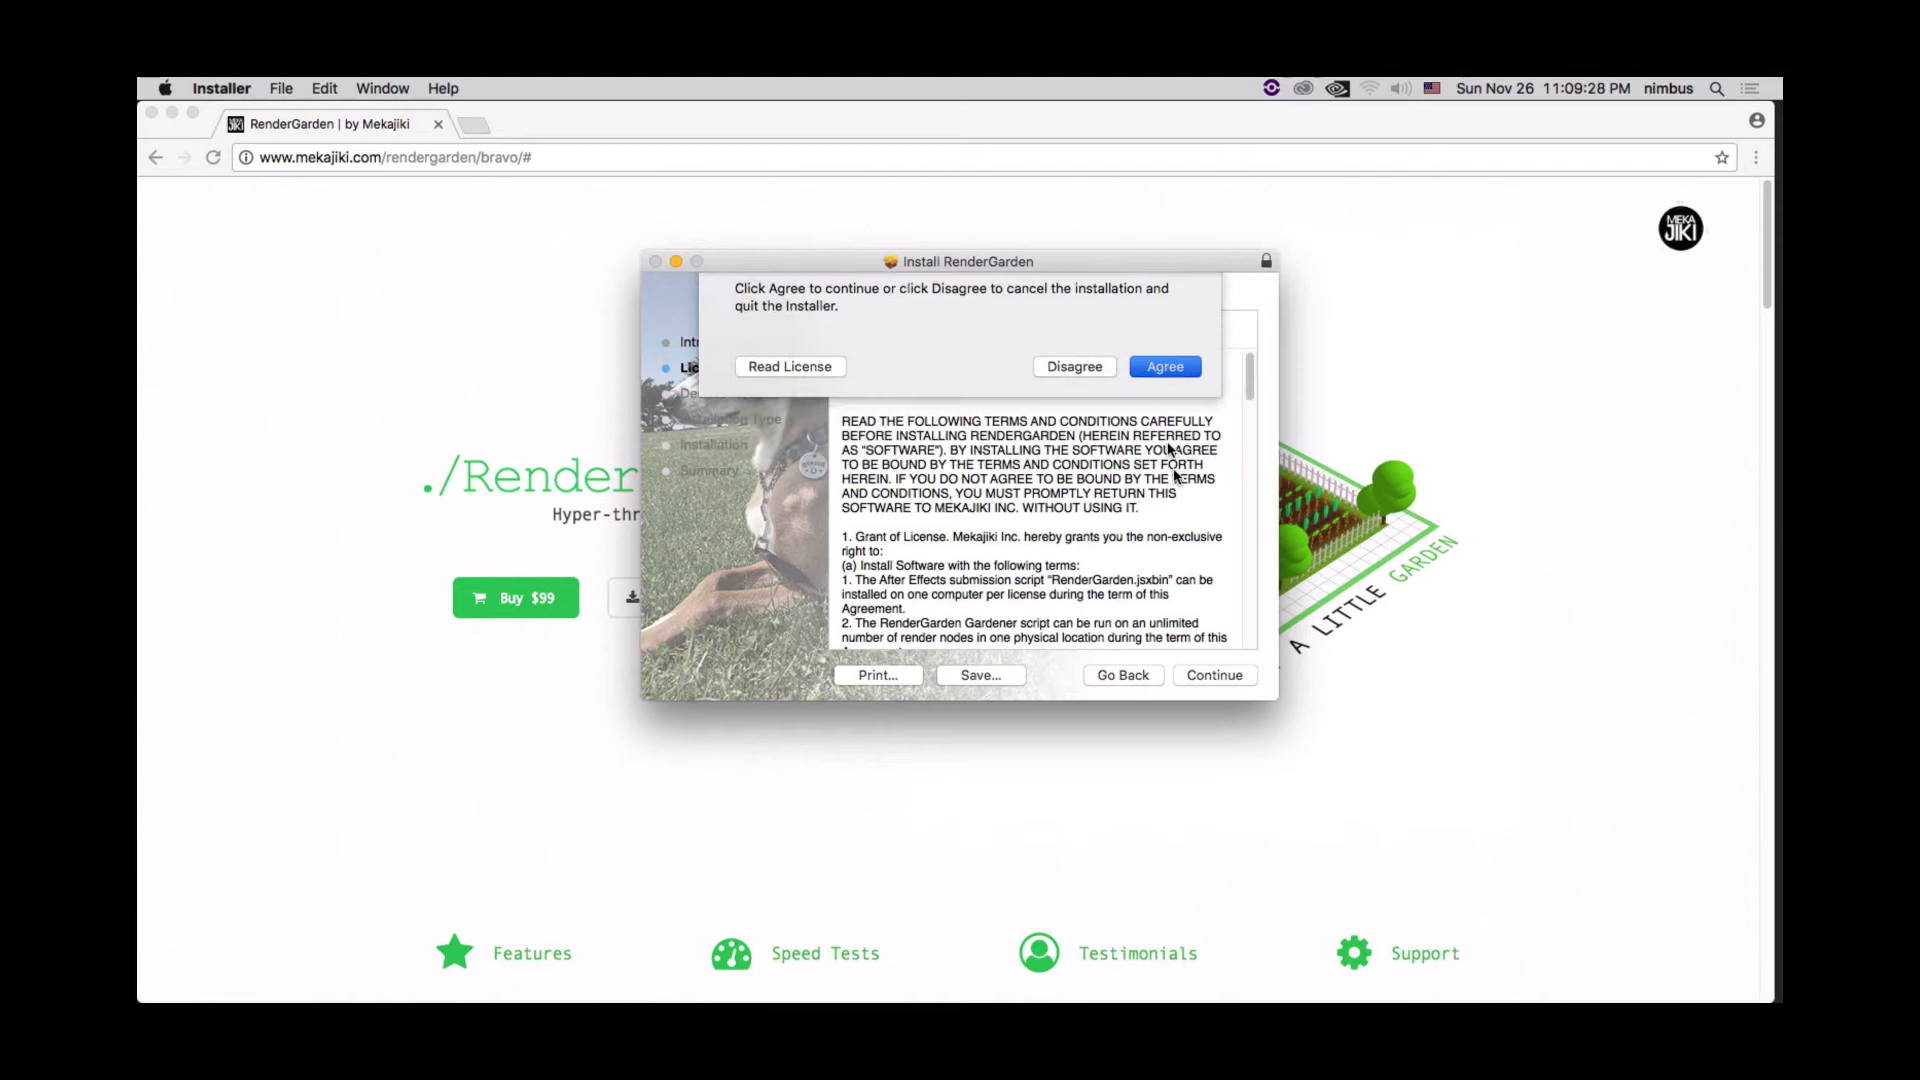 Installer File Edit Window Help Sun Nov 26 11:09:28 PM nimbus
RenderGarden | by Mekajiki
www.mekajiki.com/rendergarden/bravo/#
MEKA
JIKI
Install RenderGarden
Click Agree to continue or click Disagree to cancel the installation and
quit the Installer.
Read License Disagree Agree
Intr
Lic
De
Installation Type
Installation
Summary
READ THE FOLLOWING TERMS AND CONDITIONS CAREFULLY
BEFORE INSTALLING RENDERGARDEN (HEREIN REFERRED TO
AS “SOFTWARE”). BY INSTALLING THE SOFTWARE YOU AGREE
TO BE BOUND BY THE TERMS AND CONDITIONS SET FORTH
HEREIN. IF YOU DO NOT AGREE TO BE BOUND BY THE TERMS
AND CONDITIONS, YOU MUST PROMPTLY RETURN THIS
SOFTWARE TO MEKAJIKI INC. WITHOUT USING IT.
1. Grant of License. Mekajiki Inc. hereby grants you the non-exclusive
right to:
(a) Install Software with the following terms:
1. The After Effects submission script “RenderGarden.jsxbin” can be
installed on one computer per license during the term of this
Agreement.
2. The RenderGarden Gardener script can be run on an unlimited
number of render nodes in one physical location during the term of this
Print... Save... Go Back Continue
./Render
Hyper-thr
Buy $99
A LITTLE GARDEN
Features Speed Tests Testimonials Support